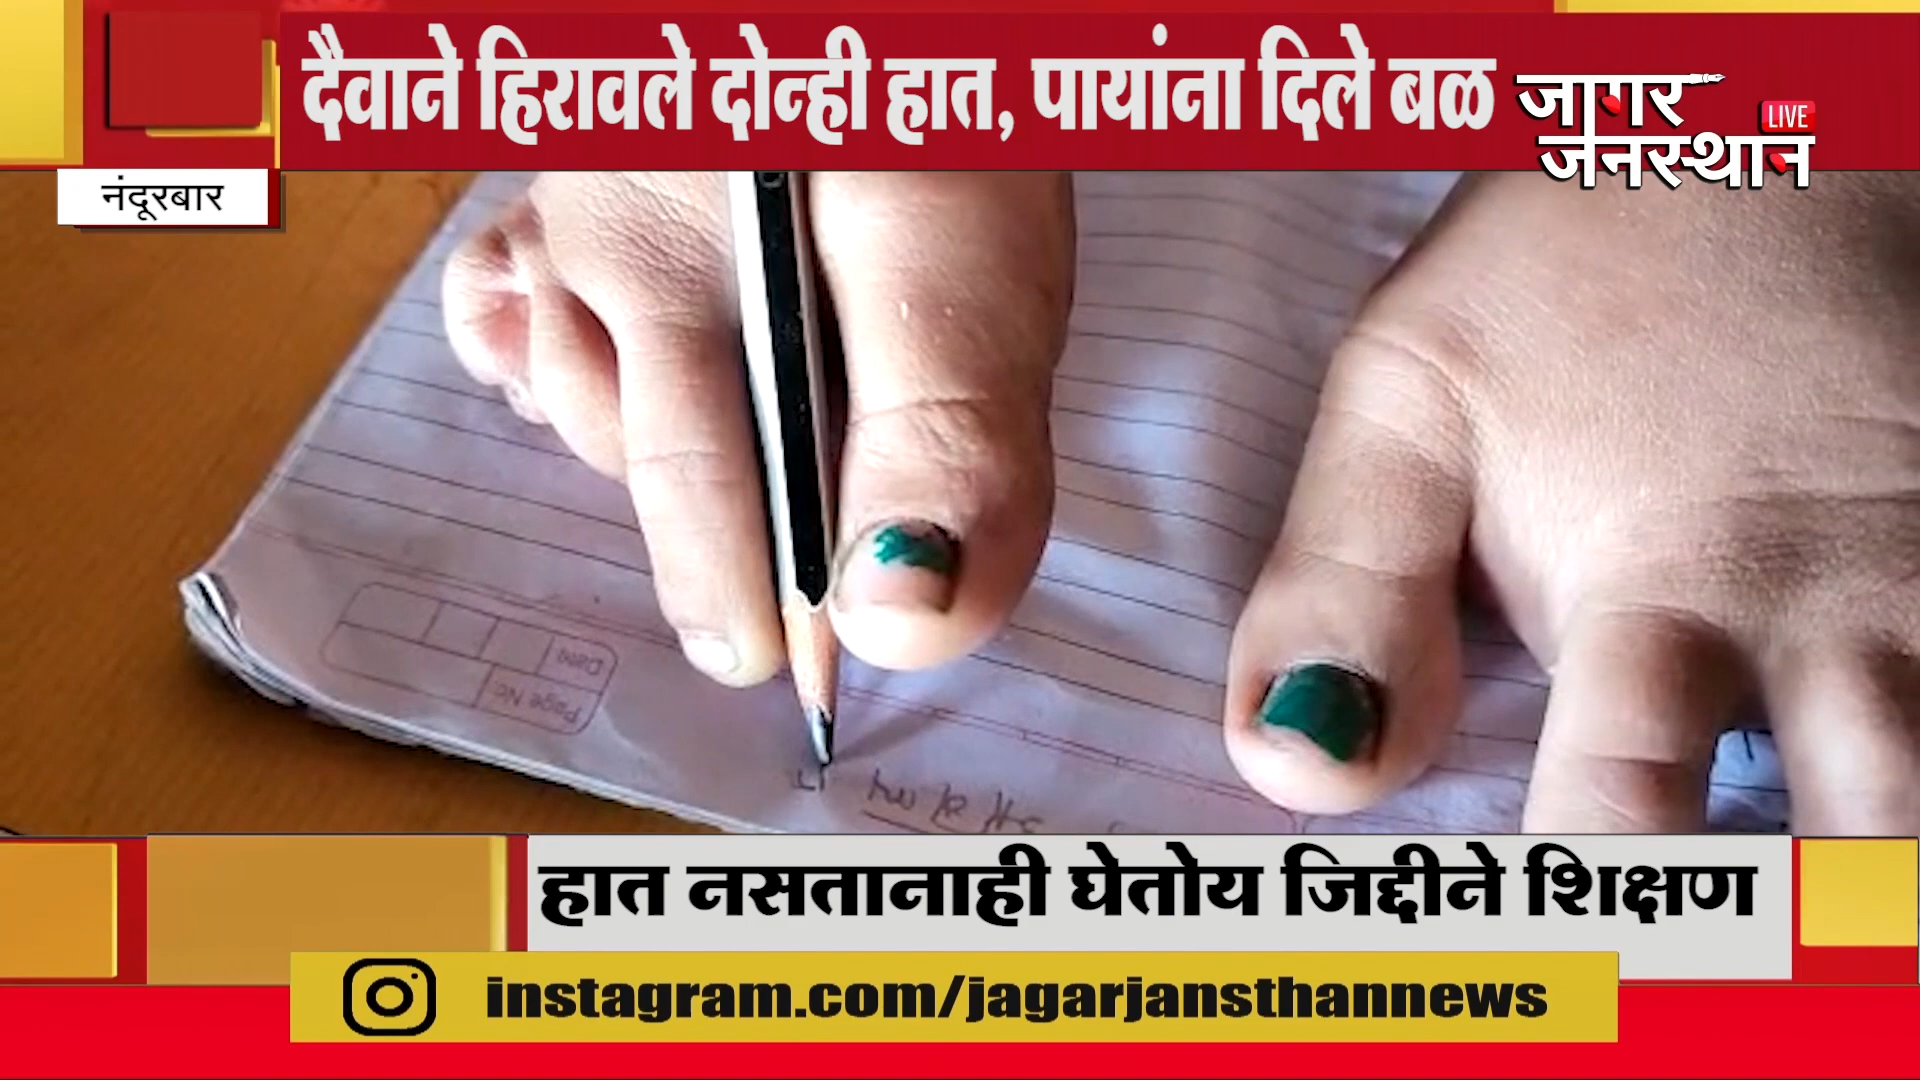 दैवाने हिरावले दोन्ही हात, पायांना दिले बळ
जागर
LIVE
जनस्थान
नंदूरबार
Date
Page No.
हात नसतानाही घेतोय जिद्दीने शिक्षण
instagram.com/jagarjansthannews